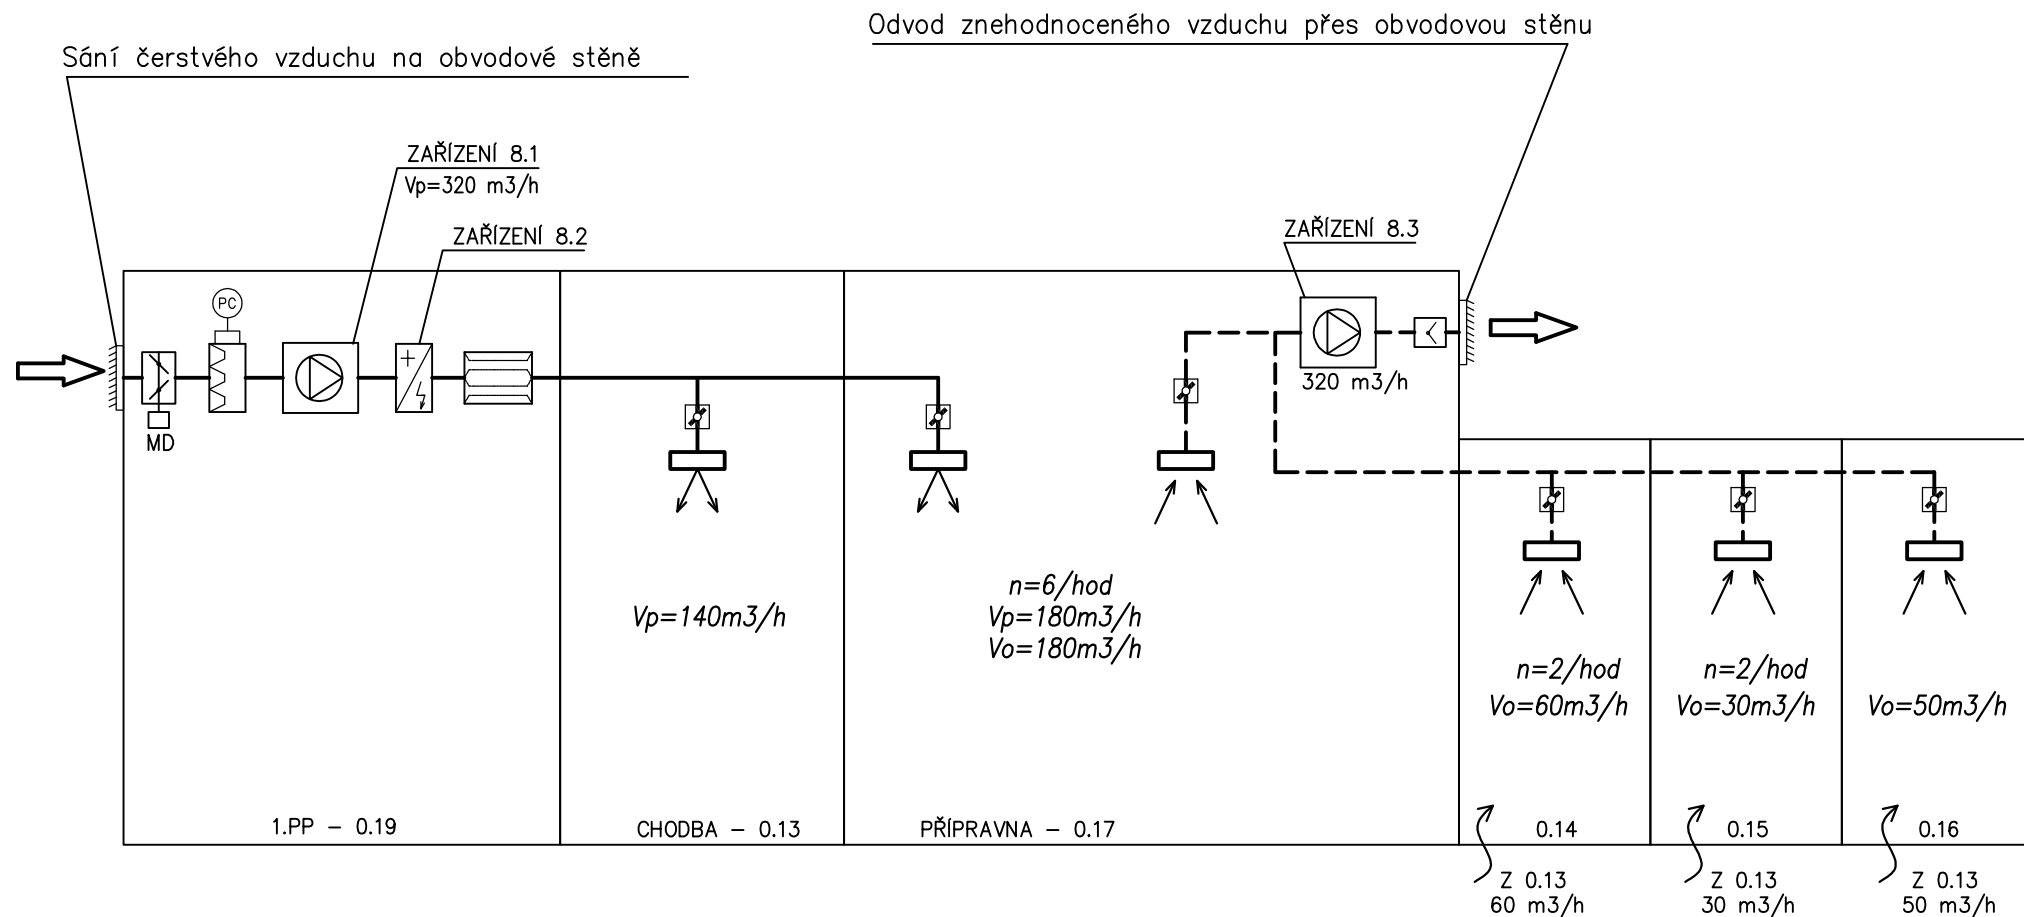 Odvod znehodnoceného vzduchu přes obvodovou stěnu
Sání čerstvého vzduchu na obvodové stěně
ZAŘÍZENÍ 8.1
Vp=320 m3/h
ZAŘÍZENÍ 8.2
ZAŘÍZENÍ 8.3
PC
320 m3/h
MD
Vp=140m3/h
n=6/hod
Vp=180m3/h
Vo=180m3/h
n=2/hod
Vo=60m3/h
n=2/hod
Vo=30m3/h
Vo=50m3/h
1.PP – 0.19
CHODBA – 0.13
PŘÍPRAVNA – 0.17
0.14
0.15
0.16
Z 0.13
60 m3/h
Z 0.13
30 m3/h
Z 0.13
50 m3/h